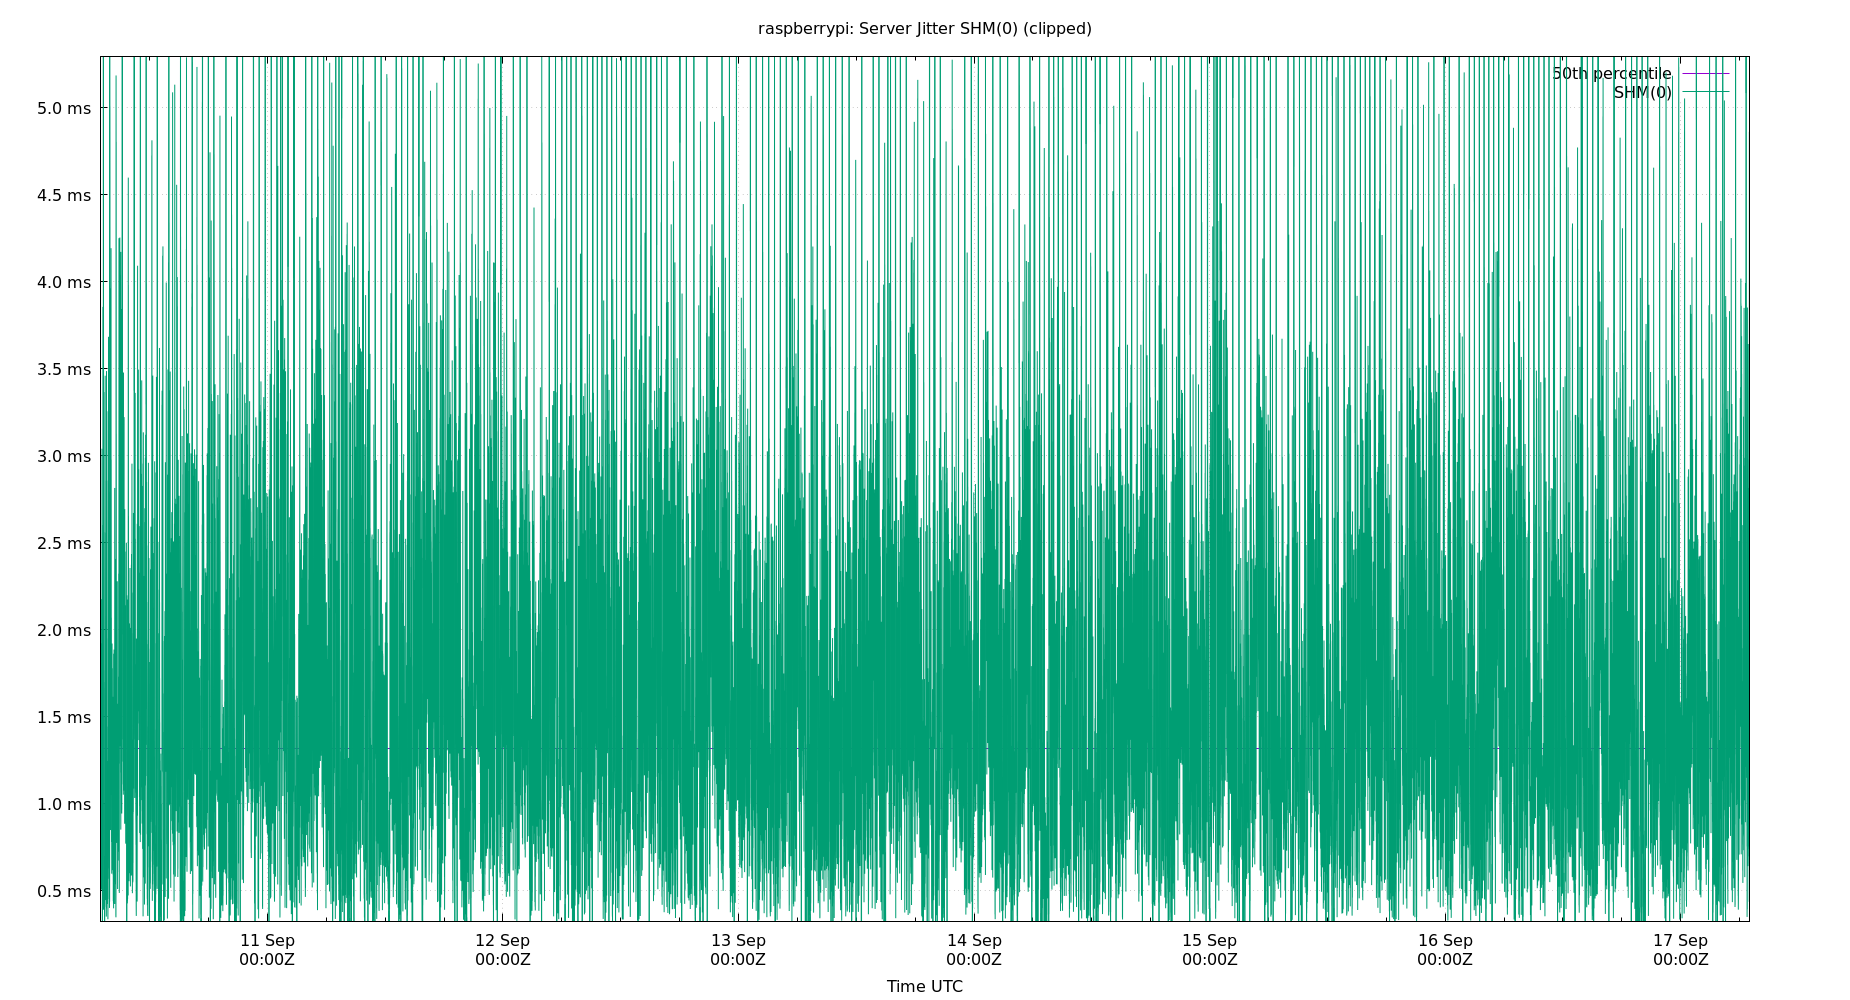 raspberrypi: Server Jitter SHM(0) (clipped)
50th percentile
SHM(0)
5.0 ms
4.5 ms
4.0 ms
3.5 ms
3.0 ms
2.5 ms
2.0 ms
1.5 ms
1.0 ms
0.5 ms
11 Sep 12 Sep 13 Sep 14 Sep 15 Sep 16 Sep 17 Sep
00:00Z 00:00Z 00:00Z 00:00Z 00:00Z 00:00Z 00:00Z
Time UTC